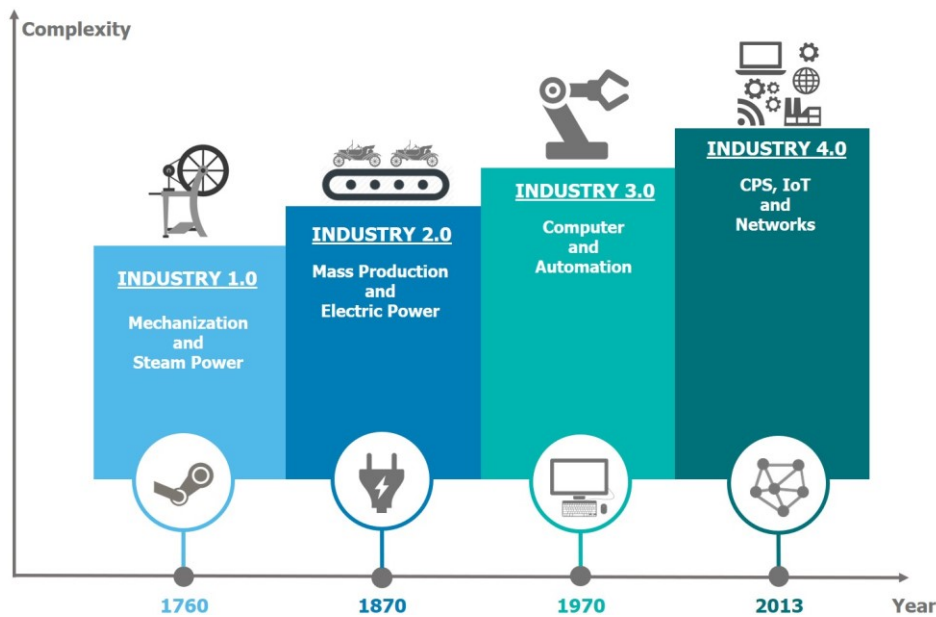 Complexity
INDUSTRY 1.0
Mechanization
and
Steam Power
INDUSTRY 2.0
Mass Production
and
Electric Power
INDUSTRY 3.0
Computer
and
Automation
INDUSTRY 4.0
CPS, IoT
and
Networks
1760
1870
1970
2013
Year